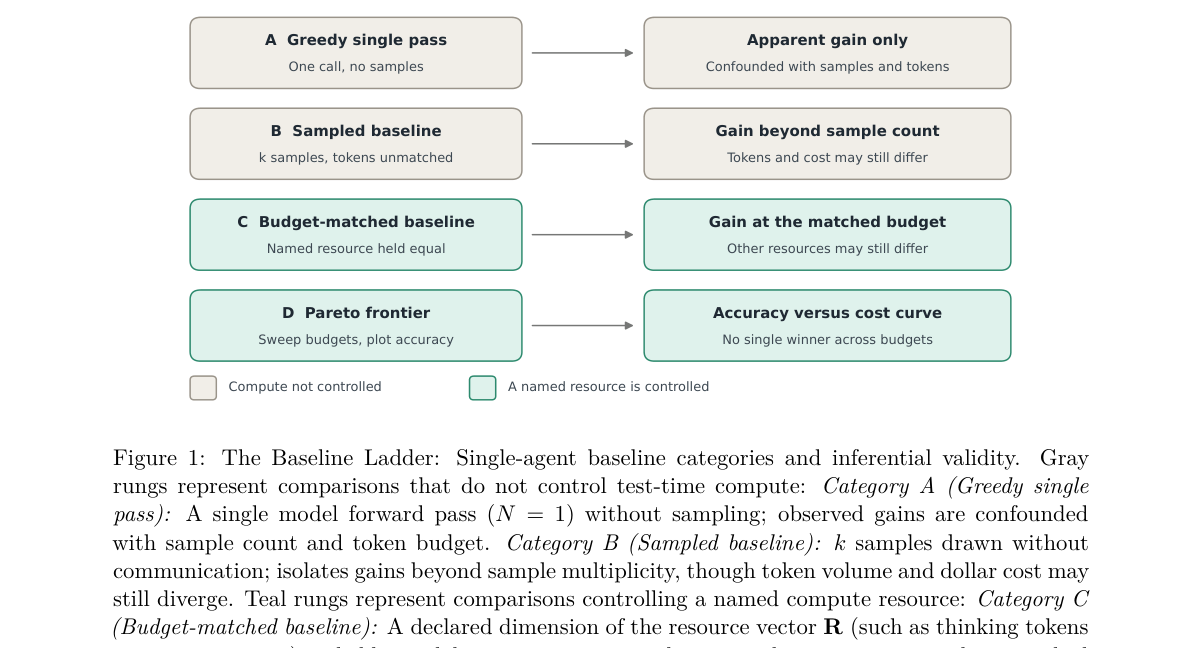 A Greedy single pass
One call, no samples
Apparent gain only
Confounded with samples and tokens
B Sampled baseline
k samples, tokens unmatched
Gain beyond sample count
Tokens and cost may still differ
C Budget-matched baseline
Named resource held equal
Gain at the matched budget
Other resources may still differ
D Pareto frontier
Sweep budgets, plot accuracy
Accuracy versus cost curve
No single winner across budgets
Compute not controlled
A named resource is controlled
Figure 1: The Baseline Ladder: Single-agent baseline categories and inferential validity. Gray
rungs represent comparisons that do not control test-time compute: Category A (Greedy single
pass): A single model forward pass (N = 1) without sampling; observed gains are confounded
with sample count and token budget. Category B (Sampled baseline): k samples drawn without
communication; isolates gains beyond sample multiplicity, though token volume and dollar cost may
still diverge. Teal rungs represent comparisons controlling a named compute resource: Category C
(Budget-matched baseline): A declared dimension of the resource vector R (such as thinking tokens